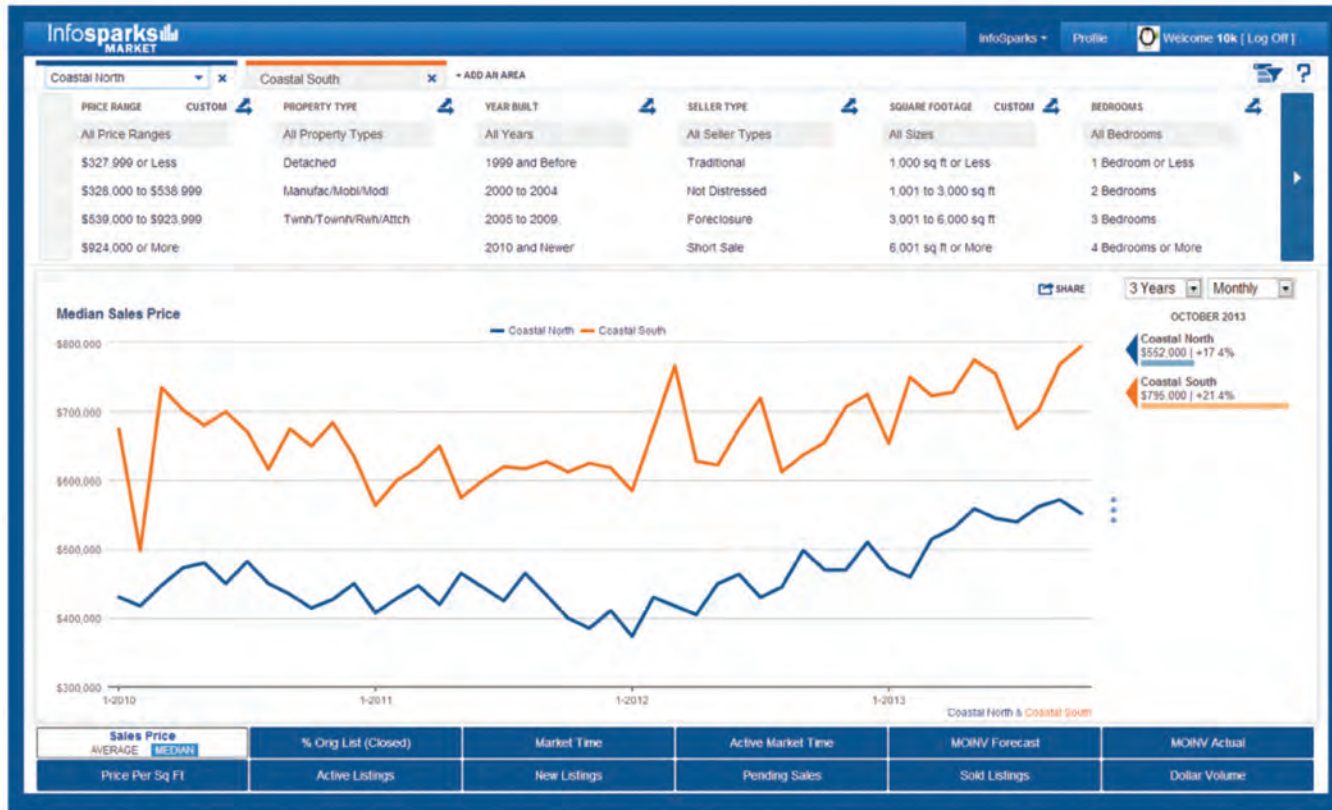 Infosparks
MARKET
InfoSparks
Profile
Welcome 10k [ Log Off ]
Coastal North
Coastal South
+ ADD AN AREA
?
PRICE RANGE CUSTOM
All Price Ranges
$327,999 or Less
$328,000 to $538,999
$539,000 to $923,999
$924,000 or More
PROPERTY TYPE
All Property Types
Detached
Manufac/Mobl/Modl
Twnh/Townh/Rwh/Attch
YEAR BUILT
All Years
1999 and Before
2000 to 2004
2005 to 2009
2010 and Newer
SELLER TYPE
All Seller Types
Traditional
Not Distressed
Foreclosure
Short Sale
SQUARE FOOTAGE CUSTOM
All Sizes
1,000 sq ft or Less
1,001 to 3,000 sq ft
3,001 to 6,000 sq ft
6,001 sq ft or More
BEDROOMS
All Bedrooms
1 Bedroom or Less
2 Bedrooms
3 Bedrooms
4 Bedrooms or More
SHARE
3 Years
Monthly
Median Sales Price
Coastal North Coastal South
OCTOBER 2013
Coastal North
$552,000 | +17.4%
Coastal South
$795,000 | +21.4%
$800,000
$700,000
$600,000
$500,000
$400,000
$300,000
1-2010
1-2011
1-2012
1-2013
Coastal North & Coastal South
Sales Price
AVERAGE MEDIAN
% Orig List (Closed)
Market Time
Active Market Time
MOINV Forecast
MOINV Actual
Price Per Sq Ft
Active Listings
New Listings
Pending Sales
Sold Listings
Dollar Volume